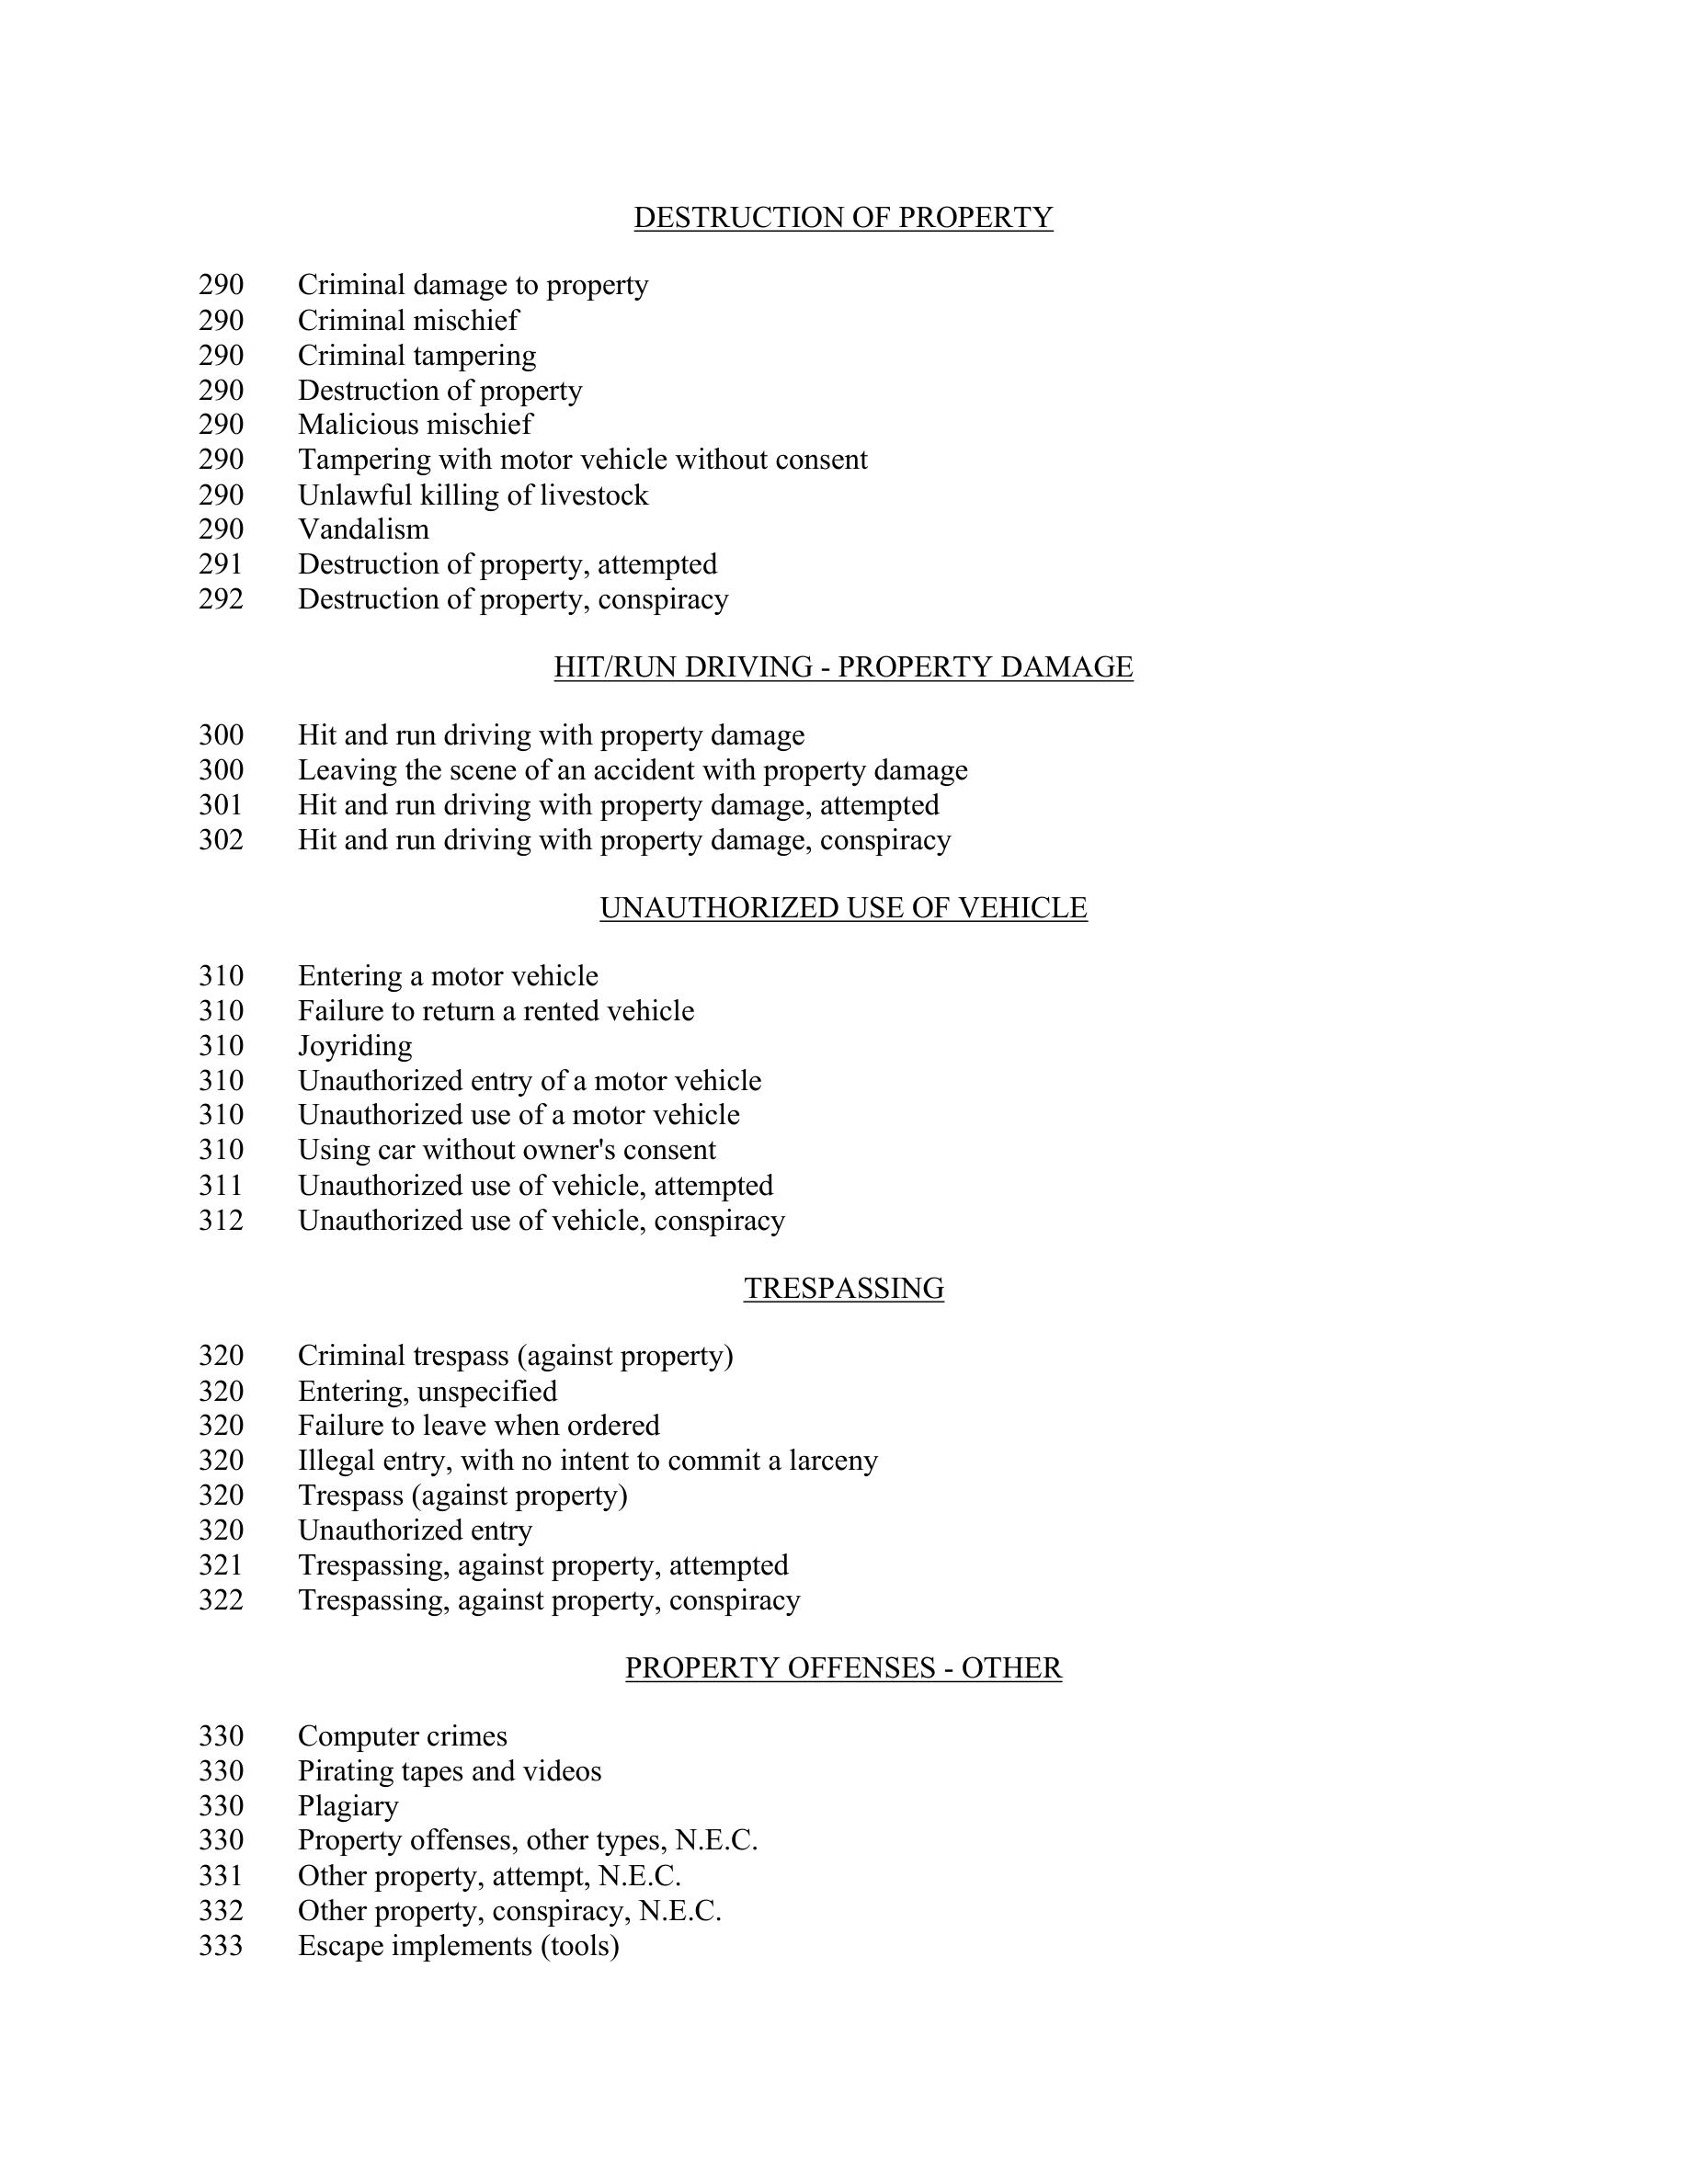 DESTRUCTION OF PROPERTY
290 Criminal damage to property
290 Criminal mischief
290 Criminal tampering
290 Destruction of property
290 Malicious mischief
290 Tampering with motor vehicle without consent
290 Unlawful killing of livestock
290 Vandalism
291 Destruction of property, attempted
292 Destruction of property, conspiracy
HIT/RUN DRIVING - PROPERTY DAMAGE
300 Hit and run driving with property damage
300 Leaving the scene of an accident with property damage
301 Hit and run driving with property damage, attempted
302 Hit and run driving with property damage, conspiracy
UNAUTHORIZED USE OF VEHICLE
310 Entering a motor vehicle
310 Failure to return a rented vehicle
310 Joyriding
310 Unauthorized entry of a motor vehicle
310 Unauthorized use of a motor vehicle
310 Using car without owner's consent
311 Unauthorized use of vehicle, attempted
312 Unauthorized use of vehicle, conspiracy
TRESPASSING
320 Criminal trespass (against property)
320 Entering, unspecified
320 Failure to leave when ordered
320 Illegal entry, with no intent to commit a larceny
320 Trespass (against property)
320 Unauthorized entry
321 Trespassing, against property, attempted
322 Trespassing, against property, conspiracy
PROPERTY OFFENSES - OTHER
330 Computer crimes
330 Pirating tapes and videos
330 Plagiary
330 Property offenses, other types, N.E.C.
331 Other property, attempt, N.E.C.
332 Other property, conspiracy, N.E.C.
333 Escape implements (tools)